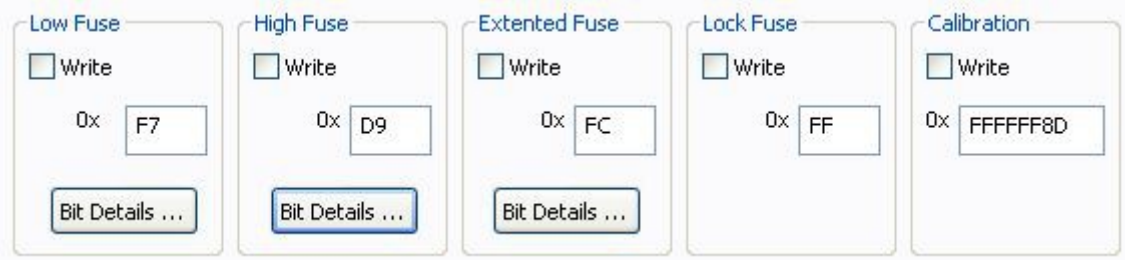 Low Fuse
Write
0x F7
Bit Details ...
High Fuse
Write
0x D9
Bit Details ...
Extented Fuse
Write
0x FC
Bit Details ...
Lock Fuse
Write
0x FF
Calibration
Write
0x FFFFFF8D